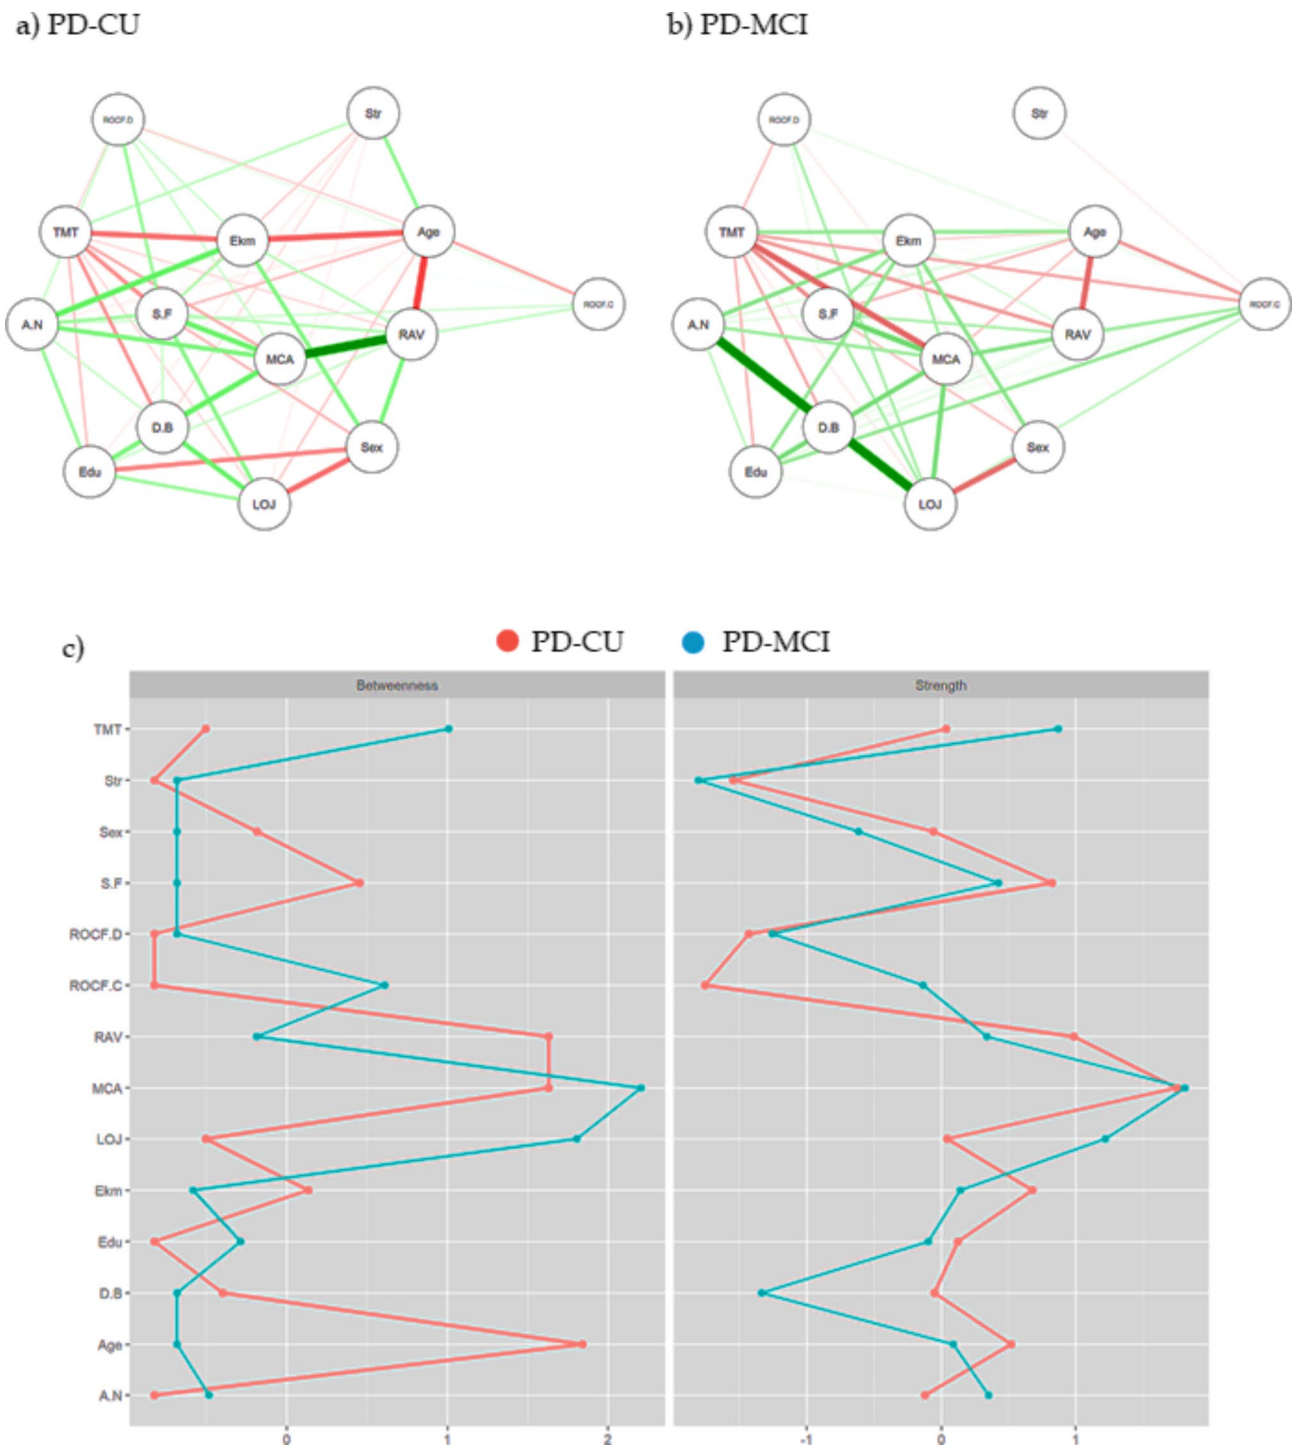 a) PD-CU
b) PD-MCI
ROCF.D
Str
TMT
Ekm
Age
ROCF.C
A.N
S.F
RAV
MCA
D.B
Sex
Edu
LOJ
ROCF.D
Str
TMT
Ekm
Age
ROCF.C
A.N
S.F
RAV
MCA
D.B
Sex
Edu
LOJ
c)
PD-CU
PD-MCI
Betweenness
Strength
TMT
Str
Sex
S.F
ROCF.D
ROCF.C
RAV
MCA
LOJ
Ekm
Edu
D.B
Age
A.N
0 1 2
-1 0 1